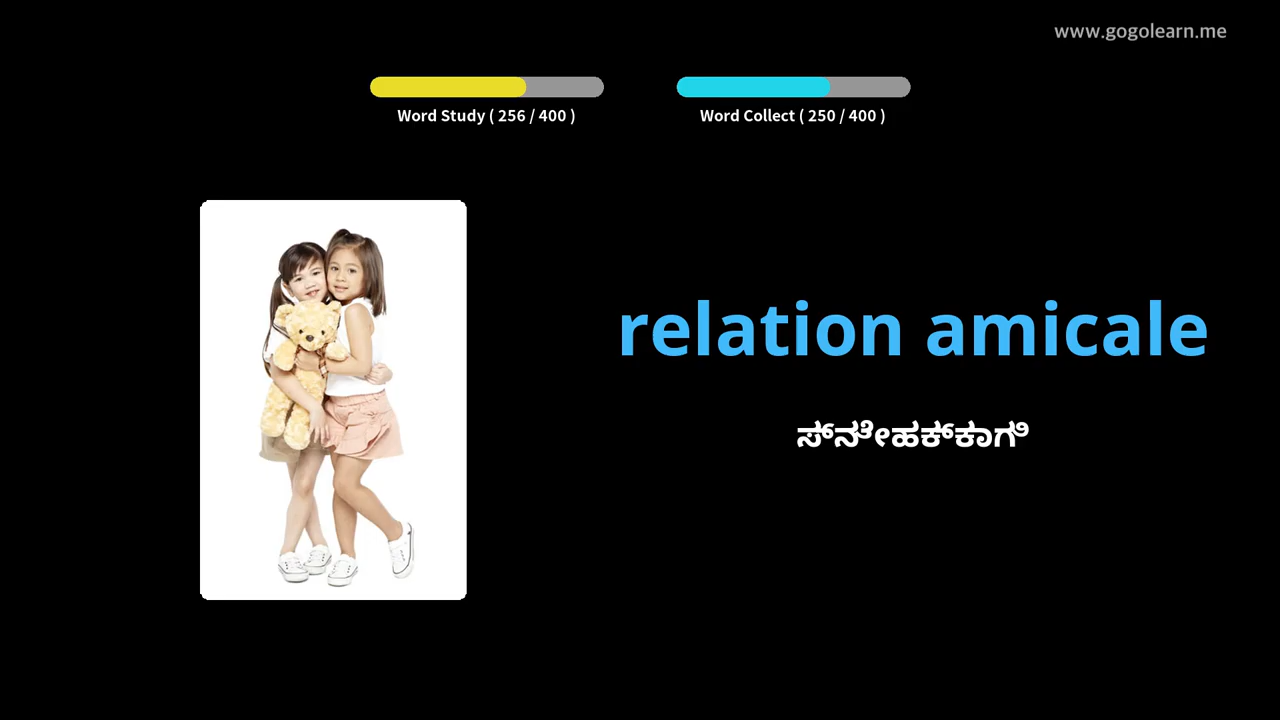 www.gogolearn.me
Word Study ( 256 / 400 )
Word Collect ( 250 / 400 )
relation amicale
ಸ್ನೇಹಕ್ಕಾಗಿ